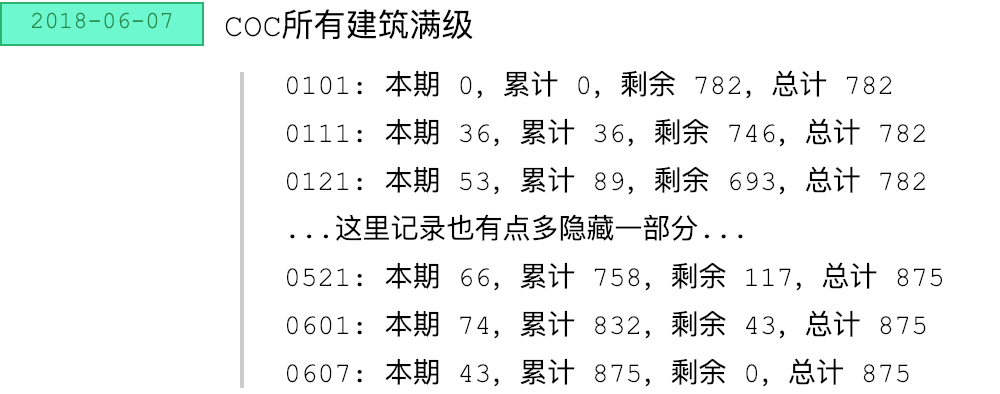 2018-06-07
COC所有建筑满级
0101: 本期 0, 累计 0, 剩余 782, 总计 782
0111: 本期 36, 累计 36, 剩余 746, 总计 782
0121: 本期 53, 累计 89, 剩余 693, 总计 782
...这里记录也有点多隐藏一部分...
0521: 本期 66, 累计 758, 剩余 117, 总计 875
0601: 本期 74, 累计 832, 剩余 43, 总计 875
0607: 本期 43, 累计 875, 剩余 0, 总计 875